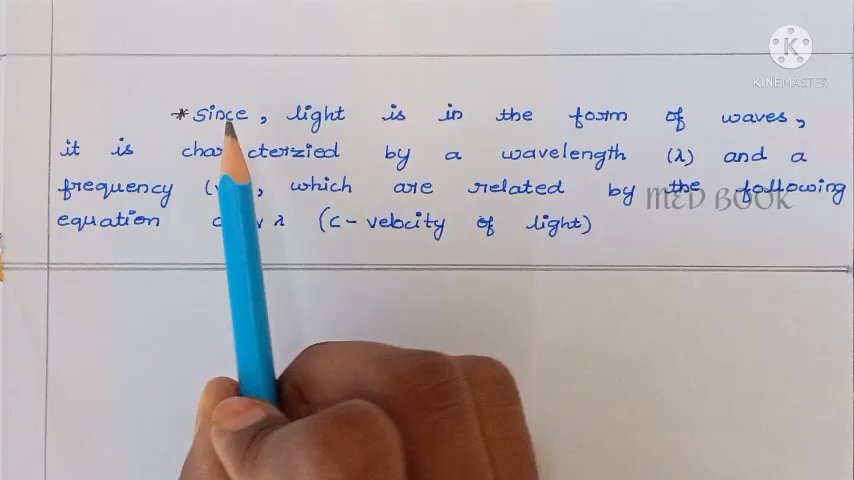 *Since, light is in the form of waves,
it is characterzied by a wavelength (λ) and a
frequency (ν), which are related by the following
equation λ (C - velocity of light)
K
KINEMASTER
MED BOOK